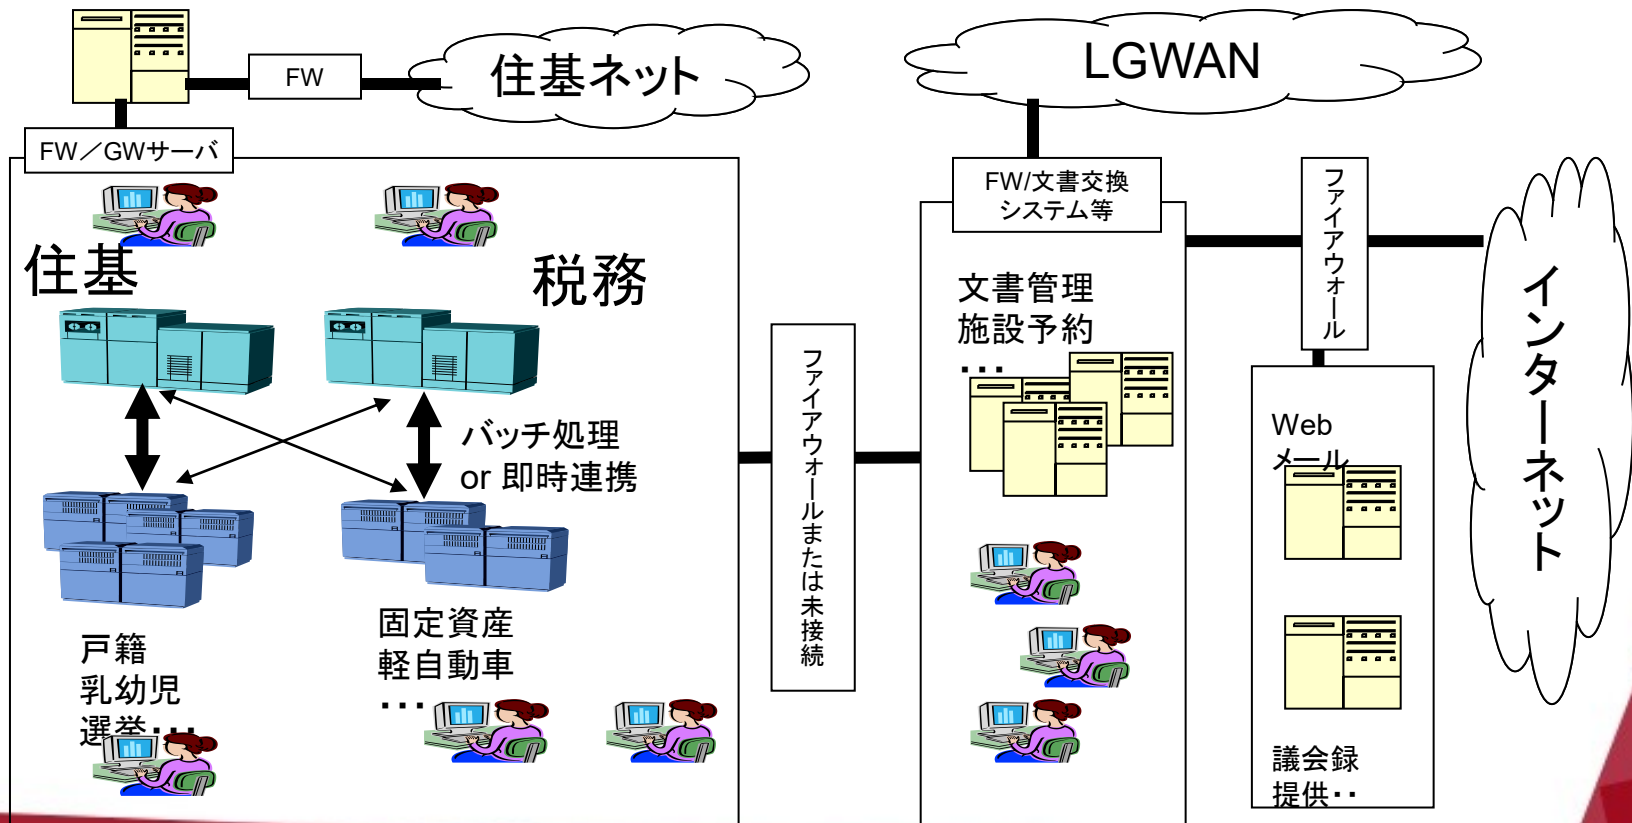 FW
住基ネット
LGWAN
FW／GWサーバ
FW/文書交換
システム等
ファイアウォール
住基
税務
文書管理
施設予約
・・・
インターネット
バッチ処理
or 即時連携
ファイアウォールまたは未接続
Web
メール
戸籍
乳幼児
選挙・・・
固定資産
軽自動車
・・・
議会録
提供・・